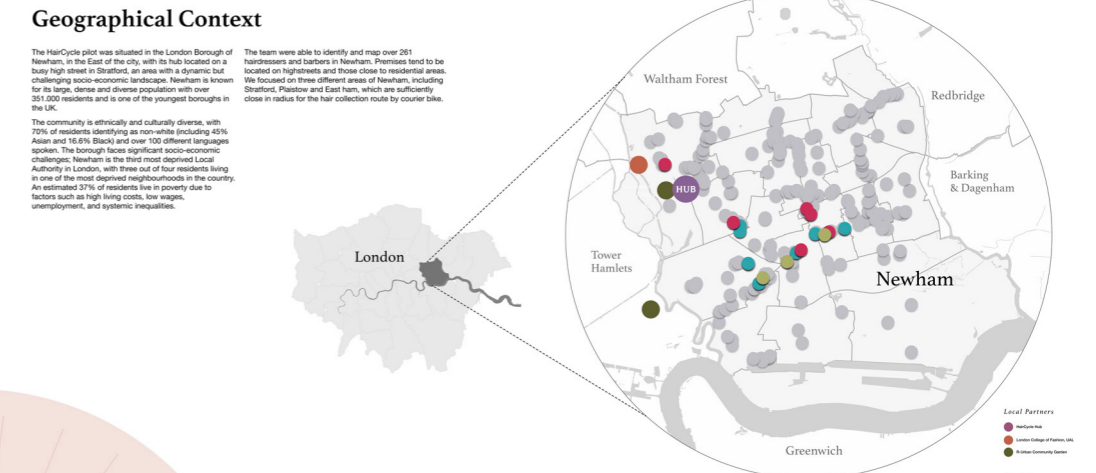 Geographical Context
The HairCycle pilot was situated in the London Borough of
Newham, in the East of the city, with its hub located on a
busy high street in Stratford, an area with a dynamic but
challenging socio-economic landscape. Newham is known
for its large, dense and diverse population with over
351.000 residents and is one of the youngest boroughs in
the UK.
The community is ethnically and culturally diverse, with
70% of residents identifying as non-white (including 45%
Asian and 16.6% Black) and over 100 different languages
spoken. The borough faces significant socio-economic
challenges; Newham is the third most deprived Local
Authority in London, with three out of four residents living
in one of the most deprived neighbourhoods in the country.
An estimated 37% of residents live in poverty due to
factors such as high living costs, low wages,
unemployment, and systemic inequalities.
The team were able to identify and map over 261
hairdressers and barbers in Newham. Premises tend to be
located on highstreets and those close to residential areas.
We focused on three different areas of Newham, including
Stratford, Plaistow and East ham, which are sufficiently
close in radius for the hair collection route by courier bike.
London
Waltham Forest
Redbridge
Barking
& Dagenham
HUB
Tower
Hamlets
Newham
Greenwich
Local Partners
HairCycle Hub
London College of Fashion, UAL
R-Urban Community Garden